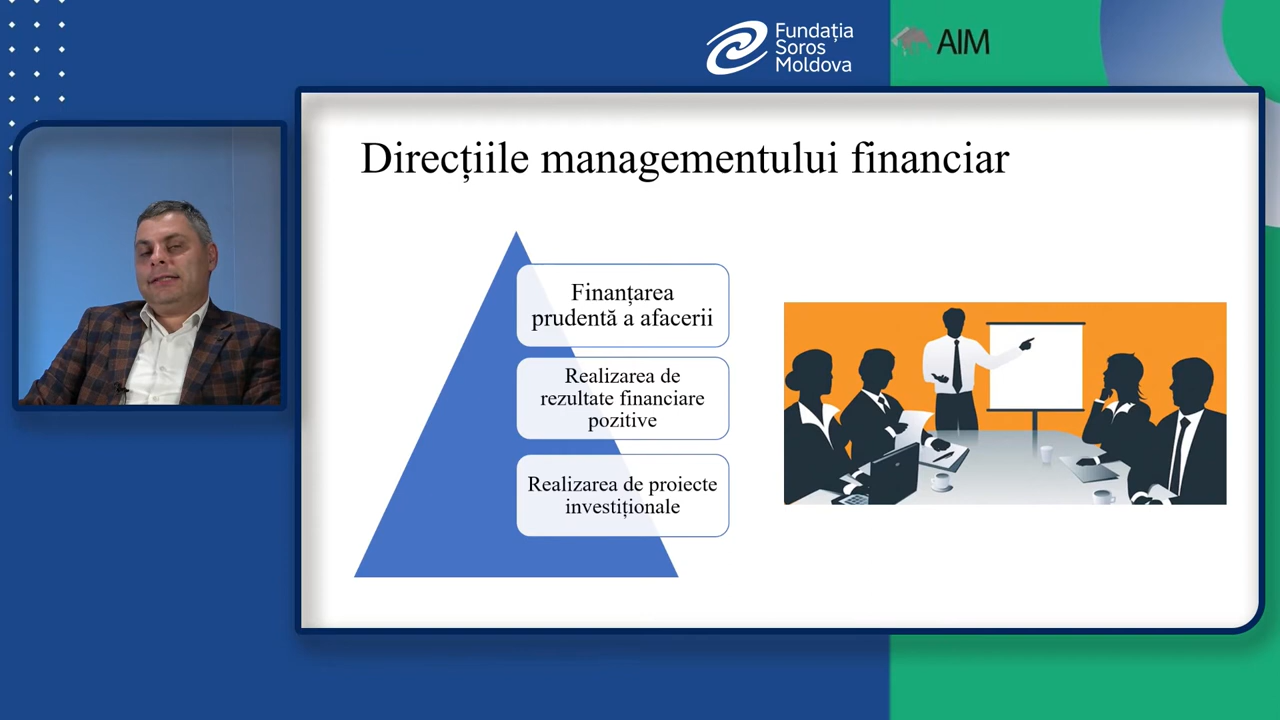 Fundația
Soros
Moldova
AIM
Direcțiile managementului financiar
Finanțarea
prudentă a afacerii
Realizarea de
rezultate financiare
pozitive
Realizarea de proiecte
investiționale